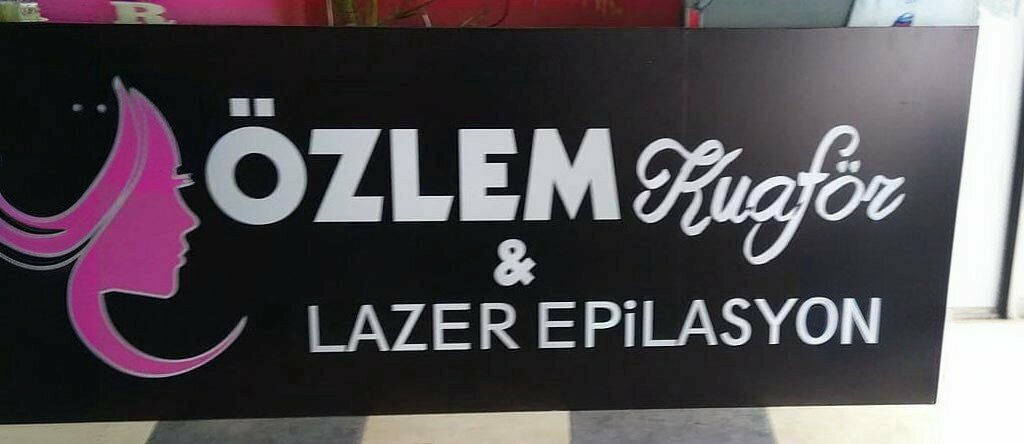 R
ÖZLEM Kuaför
&
LAZER EPiLASYON